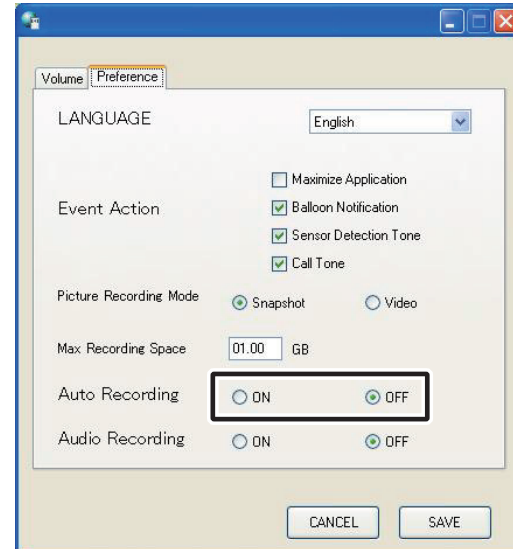 Volume Preference
LANGUAGE English
Maximize Application
Event Action Balloon Notification
Sensor Detection Tone
Call Tone
Picture Recording Mode Snapshot Video
Max Recording Space 01.00 GB
Auto Recording ON OFF
Audio Recording ON OFF
CANCEL SAVE